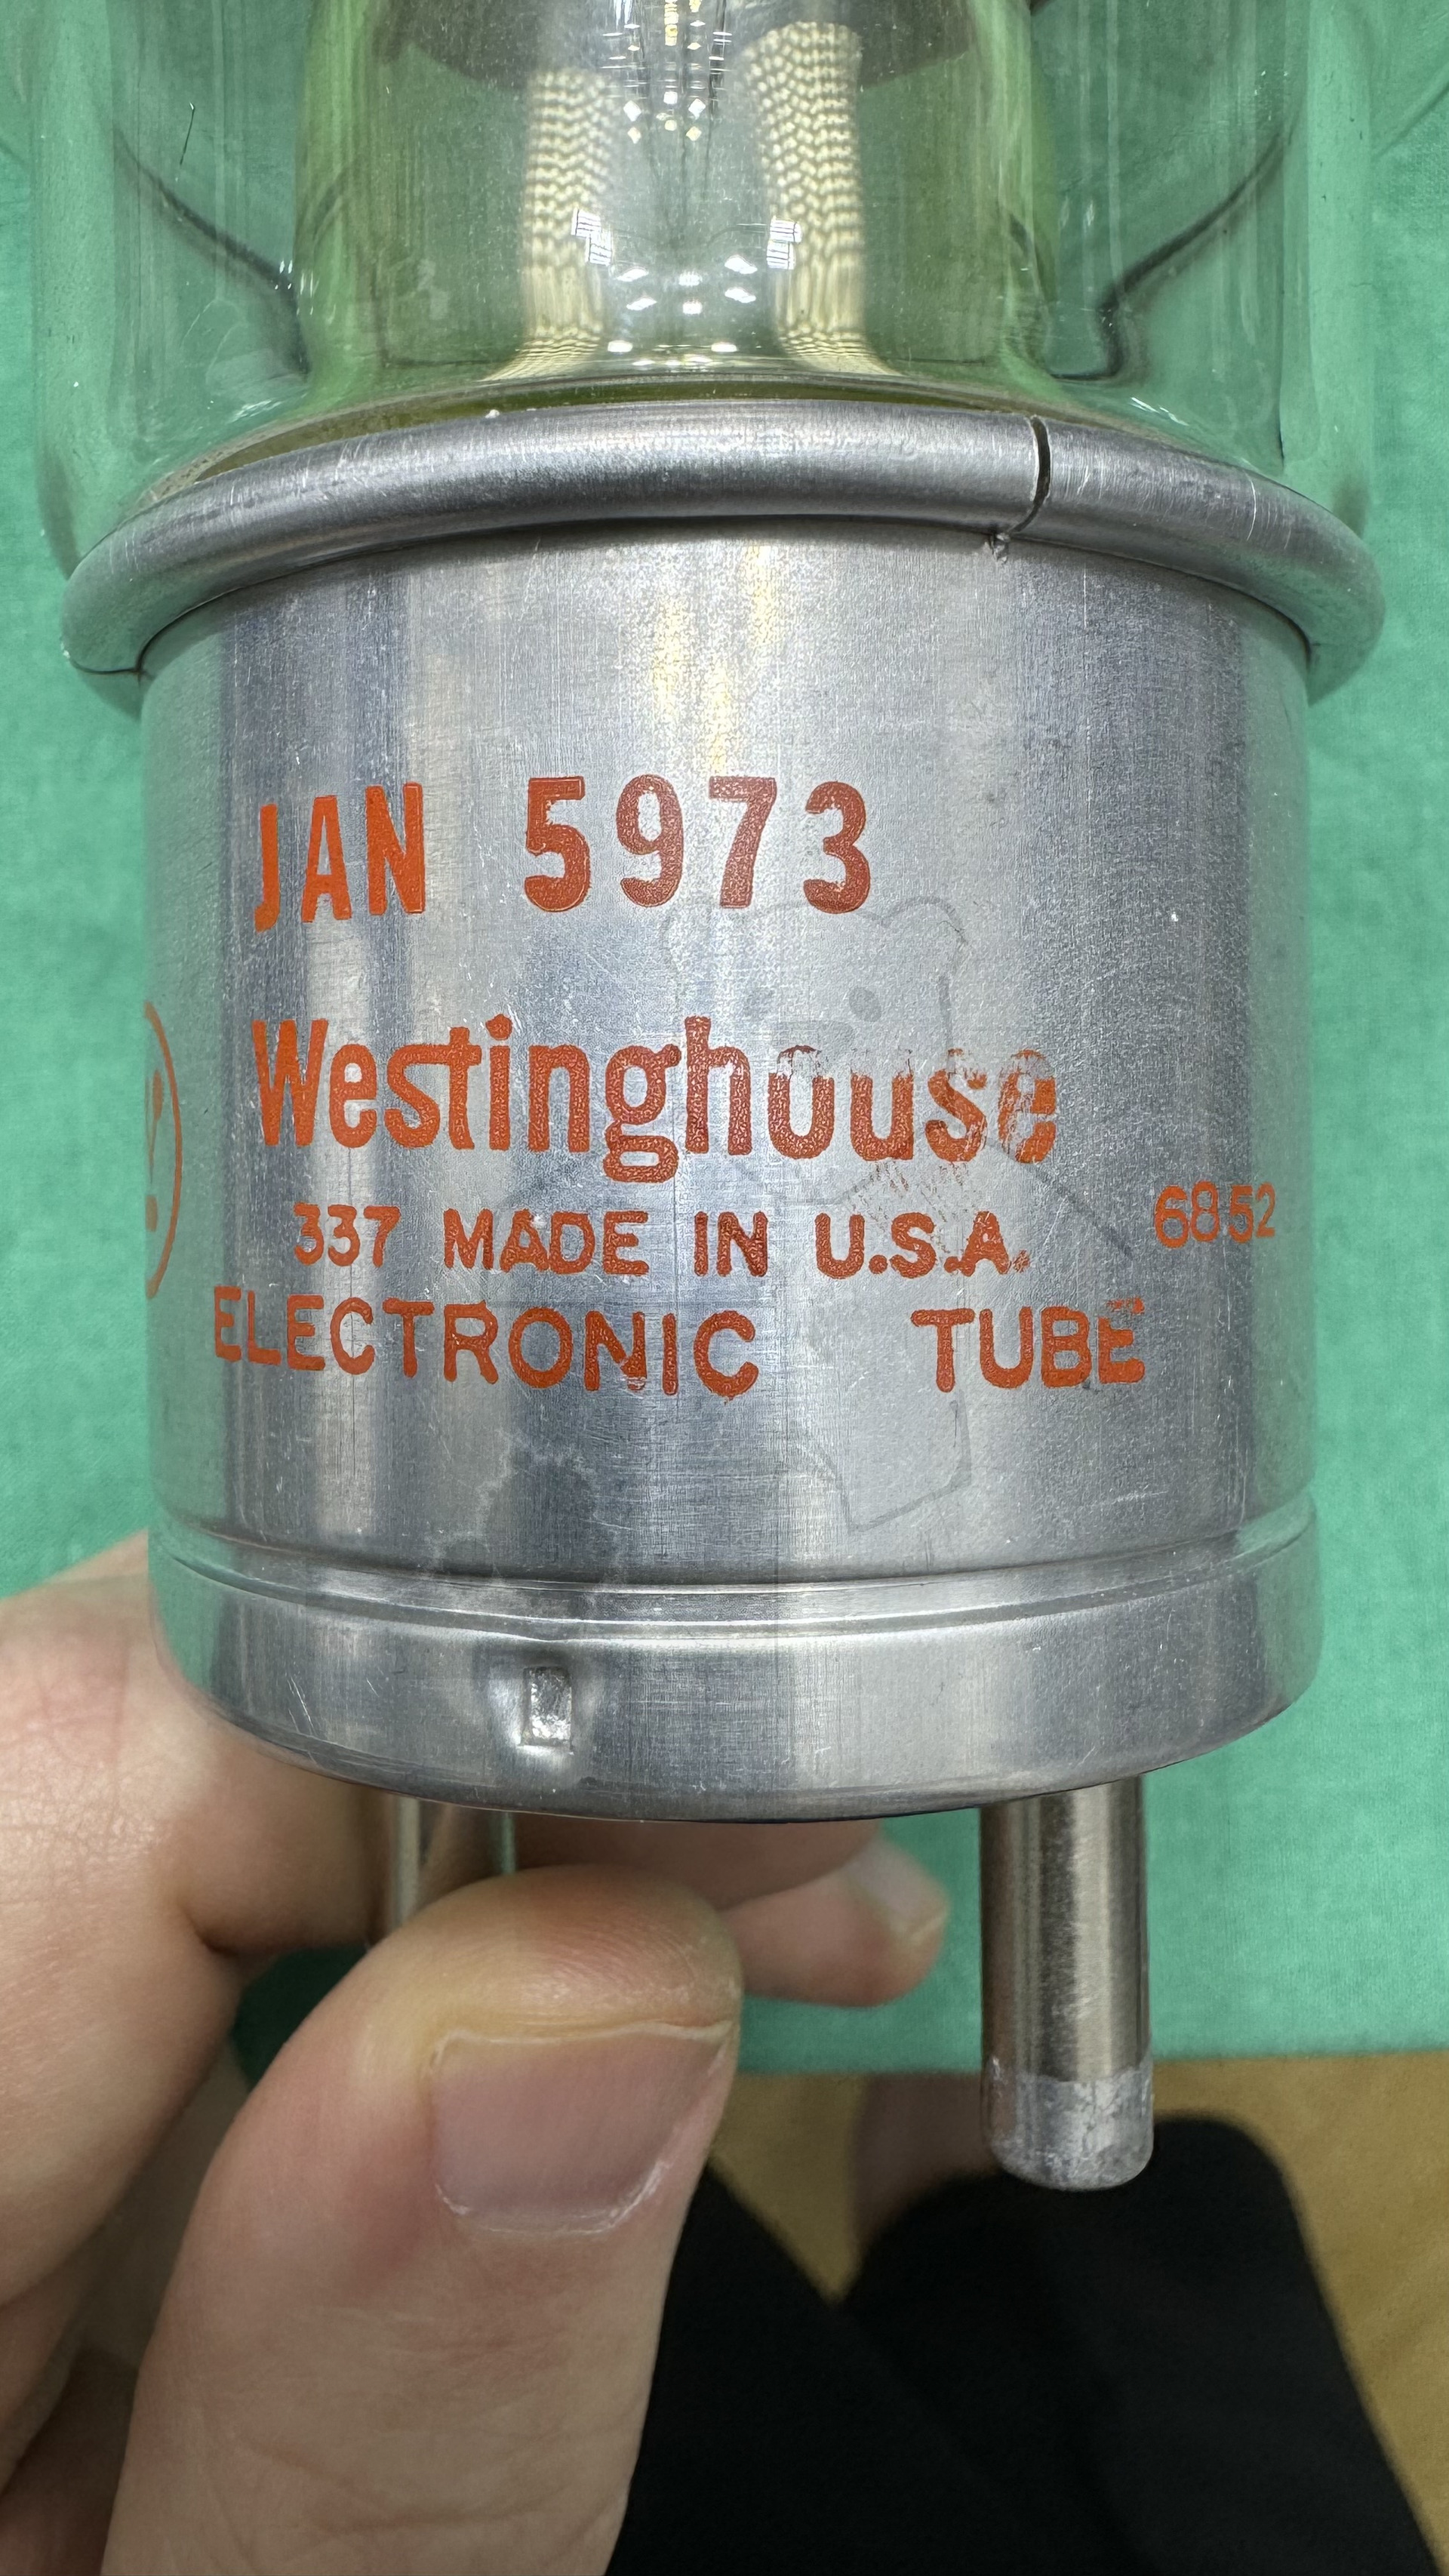 JAN 5973
Westinghouse
337 MADE IN U.S.A.
6852
ELECTRONIC TUBE